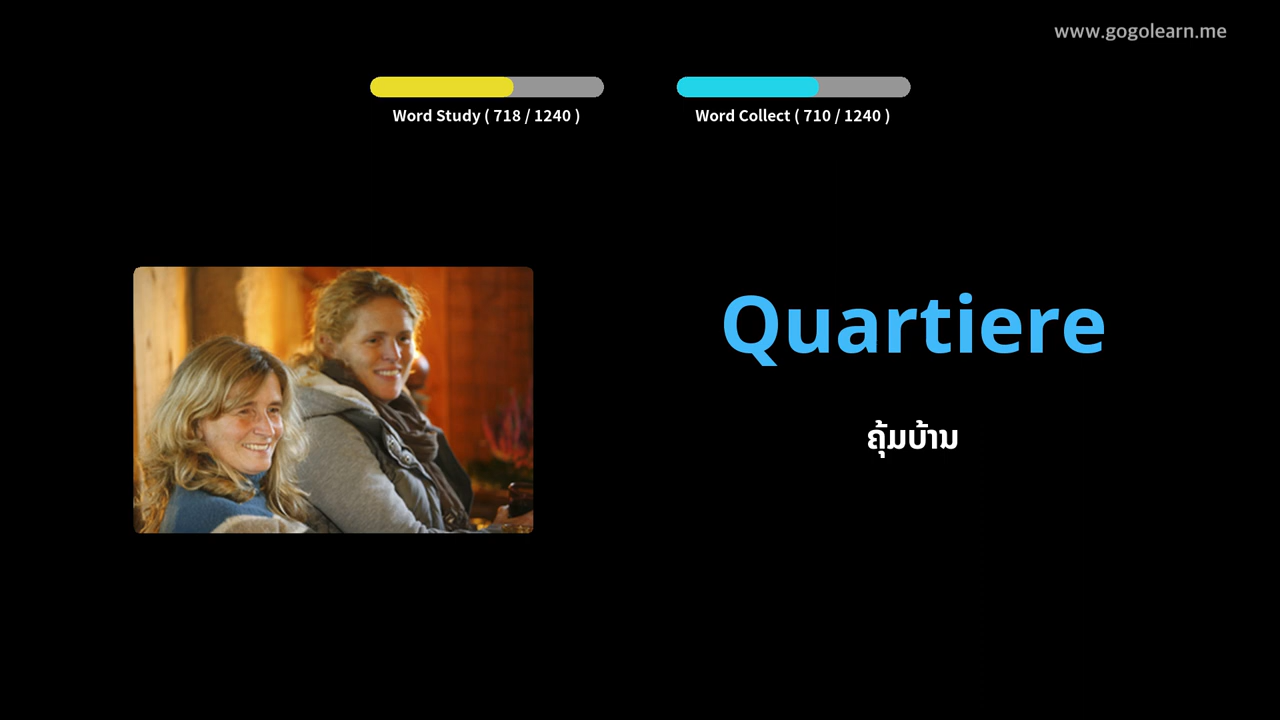 www.gogolearn.me
Word Study ( 718 / 1240 )
Word Collect ( 710 / 1240 )
Quartiere
ຄຸ້ມບ້ານ